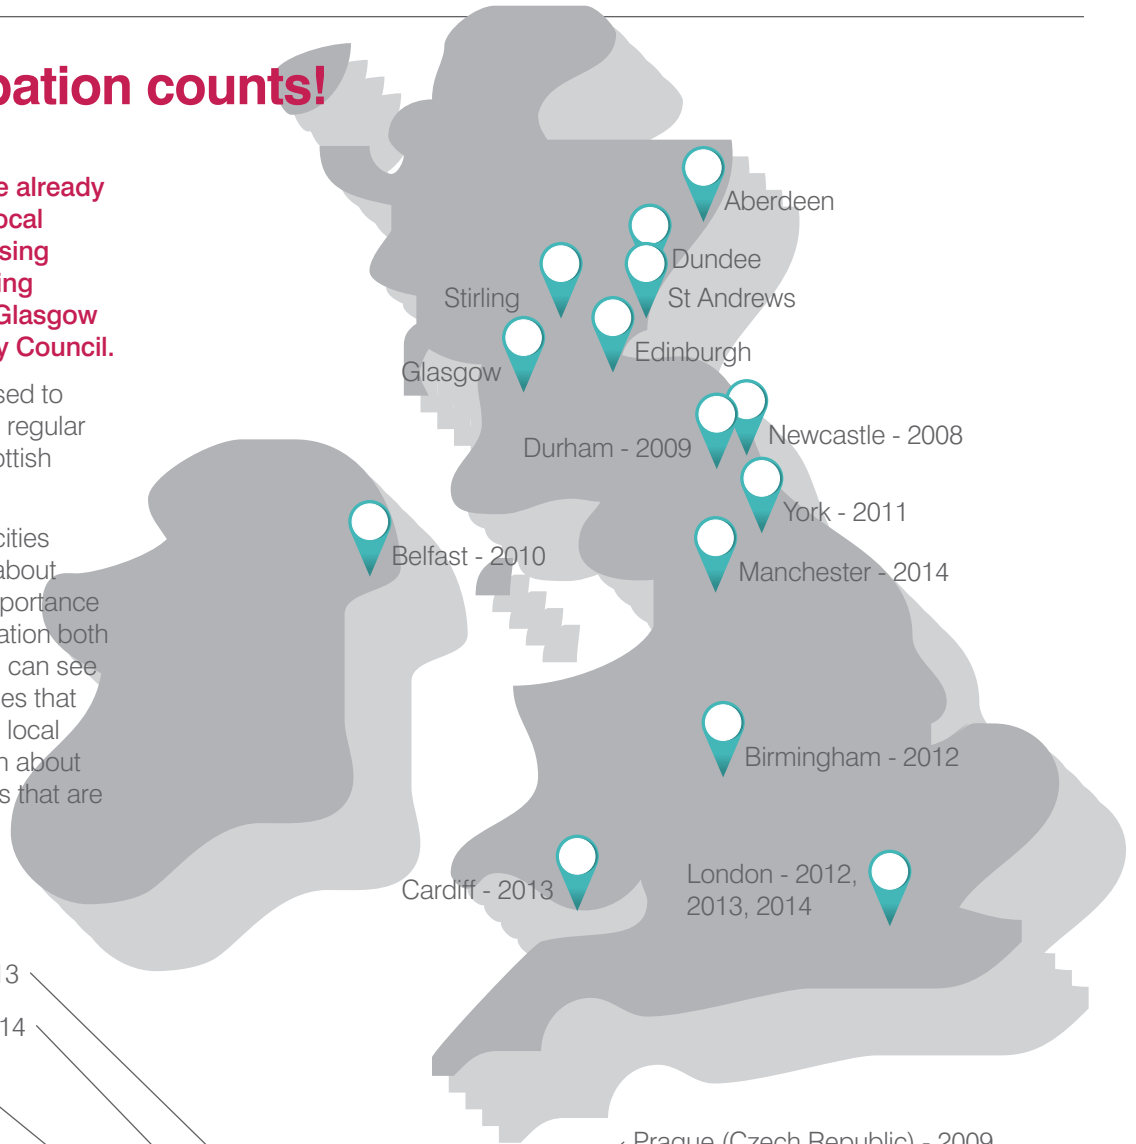 pation counts!
e already
ocal
sing
ing
Glasgow
y Council.
sed to
regular
ottish
cities
about
portance
ation both
can see
es that
local
n about
s that are
Aberdeen
Dundee
Stirling
St Andrews
Edinburgh
Glasgow
Newcastle - 2008
Durham - 2009
York - 2011
Belfast - 2010
Manchester - 2014
Birmingham - 2012
Cardiff - 2013
London - 2012,
2013, 2014
13
14
Prague (Czech Republic) - 2009